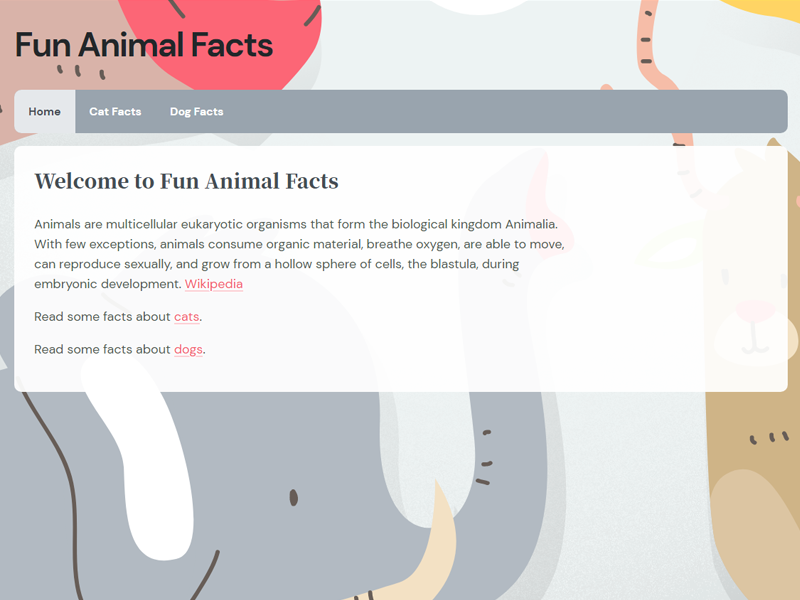 Fun Animal Facts
Home Cat Facts Dog Facts
Welcome to Fun Animal Facts
Animals are multicellular eukaryotic organisms that form the biological kingdom Animalia.
With few exceptions, animals consume organic material, breathe oxygen, are able to move,
can reproduce sexually, and grow from a hollow sphere of cells, the blastula, during
embryonic development. Wikipedia
Read some facts about cats.
Read some facts about dogs.